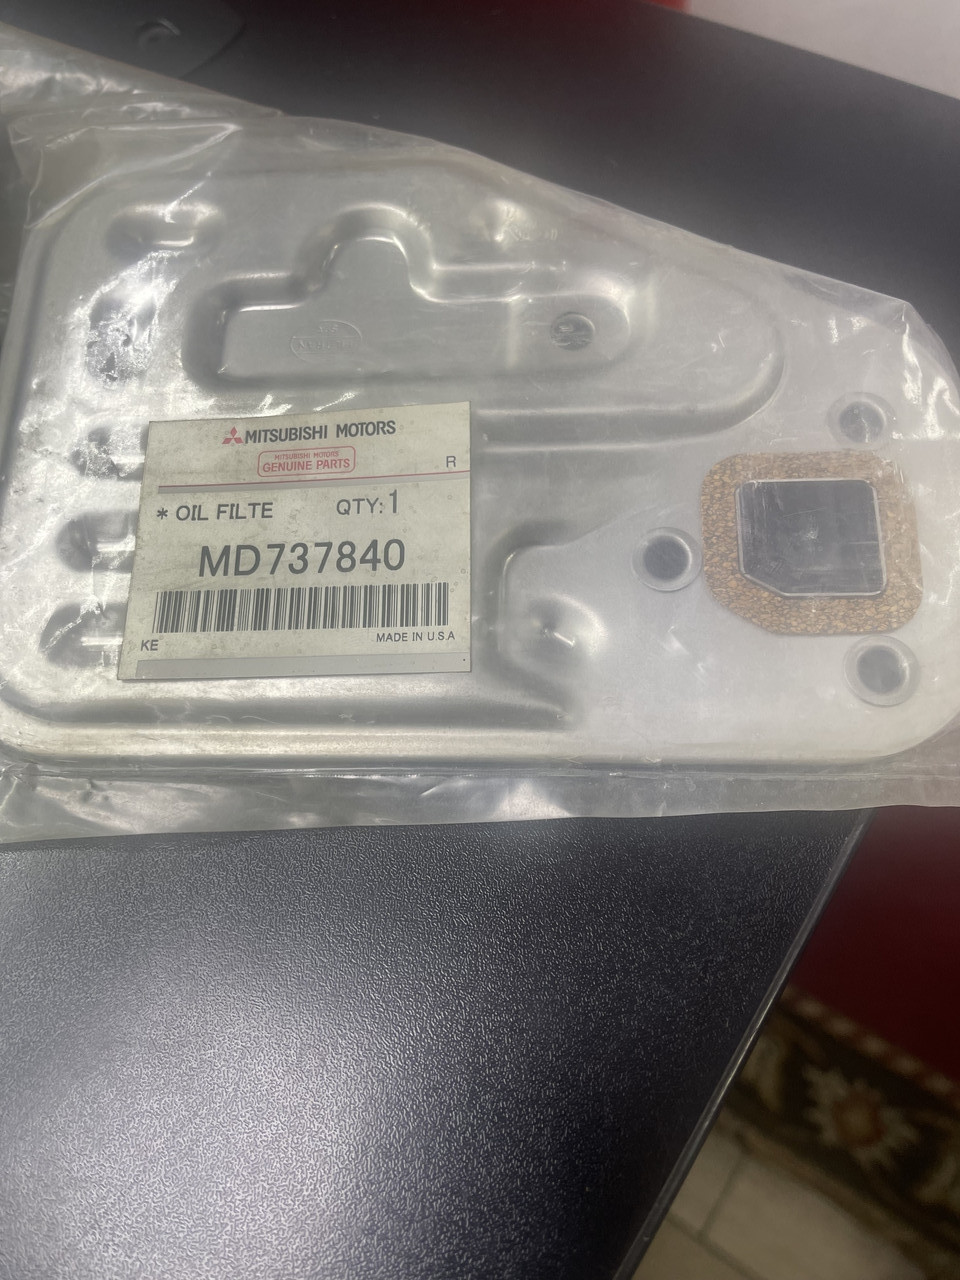 MITSUBISHI MOTORS
MITSUBISHI MOTORS
GENUINE PARTS
R
* OIL FILTE QTY:1
MD737840
KE MADE IN U.S.A